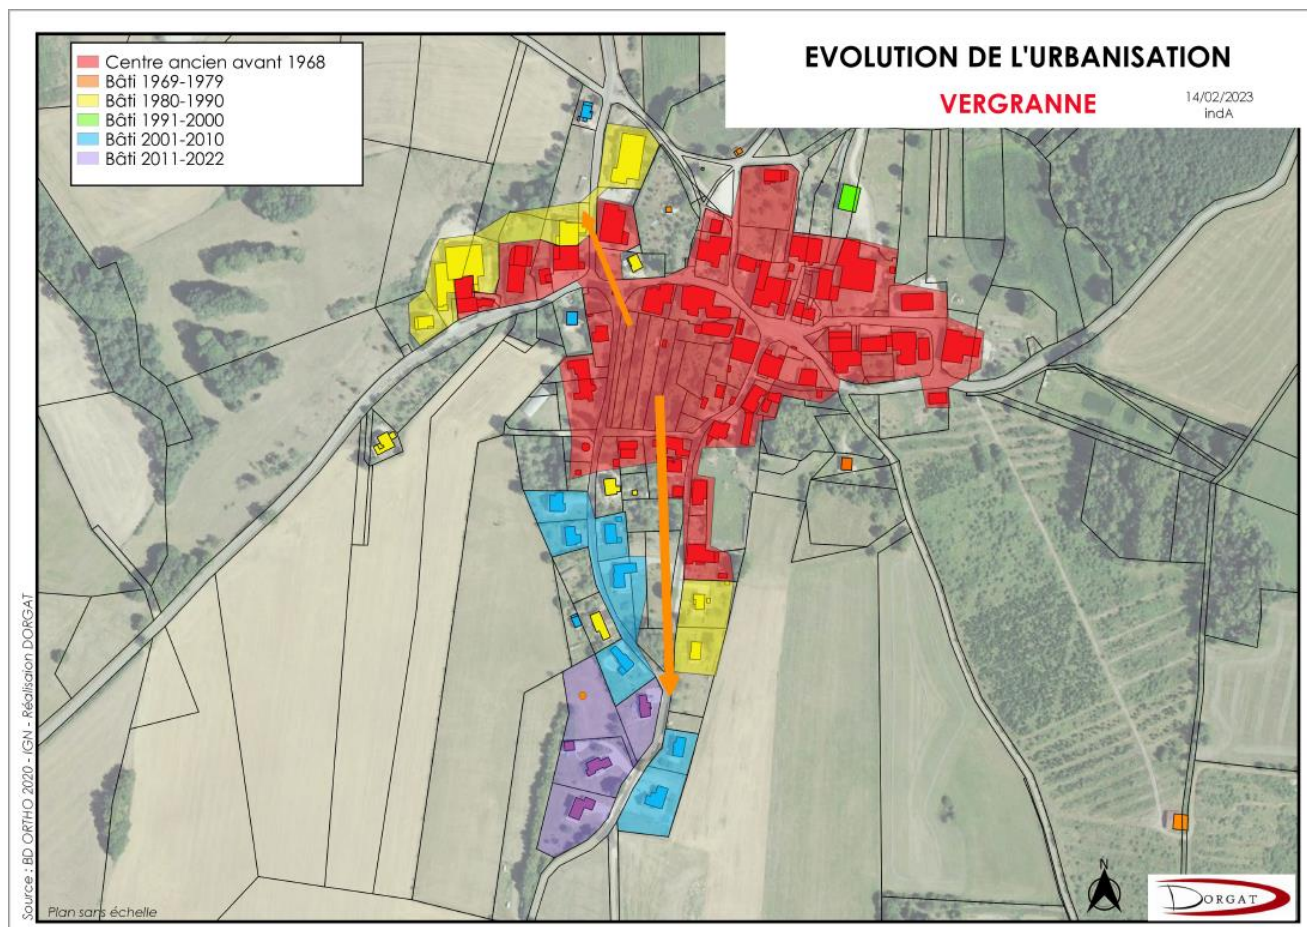 EVOLUTION DE L'URBANISATION
VERGRANNE
14/02/2023
indA
Centre ancien avant 1968
Bâti 1969-1979
Bâti 1980-1990
Bâti 1991-2000
Bâti 2001-2010
Bâti 2011-2022
Source : BD ORTHO 2020 - IGN - Réalisaion DORGAT
Plan sans échelle
N
DORGAT